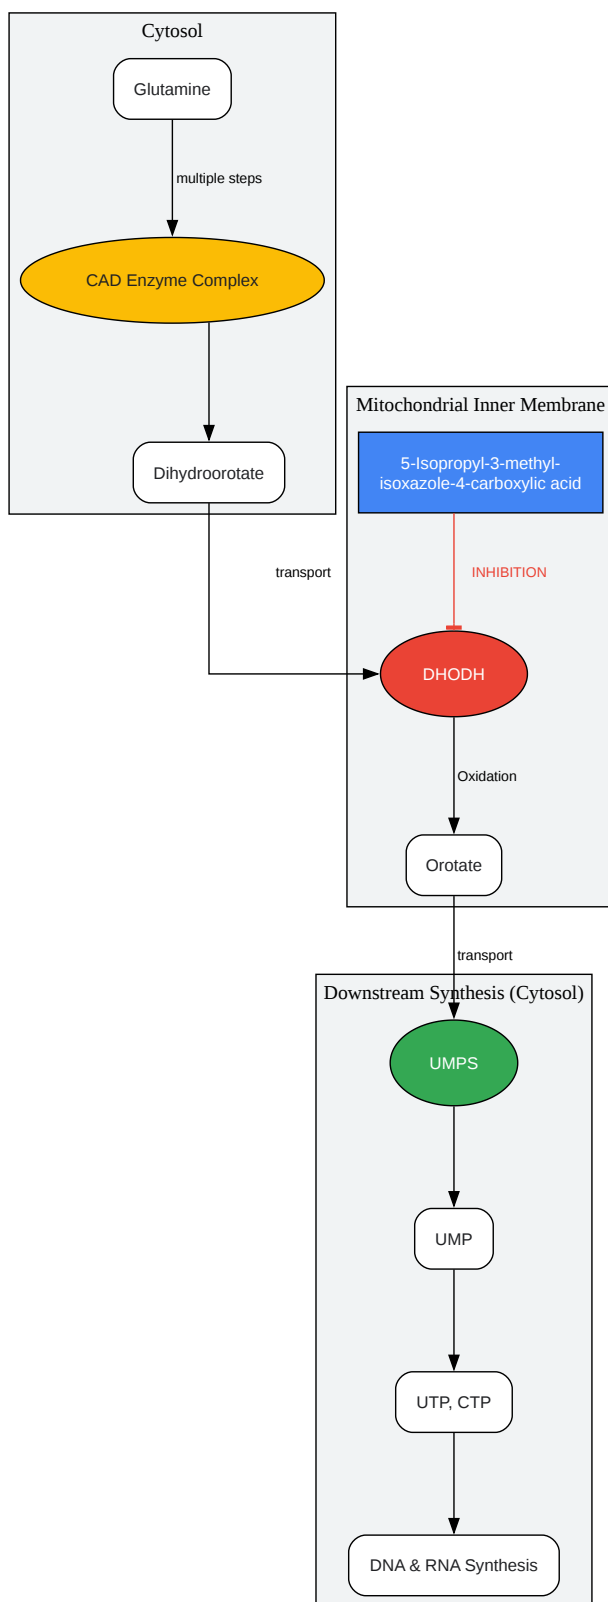 Cytosol
Glutamine
multiple steps
CAD Enzyme Complex
Dihydroorotate
transport
Mitochondrial Inner Membrane
5-Isopropyl-3-methyl-
isoxazole-4-carboxylic acid
INHIBITION
DHODH
Oxidation
Orotate
transport
Downstream Synthesis (Cytosol)
UMPS
UMP
UTP, CTP
DNA & RNA Synthesis